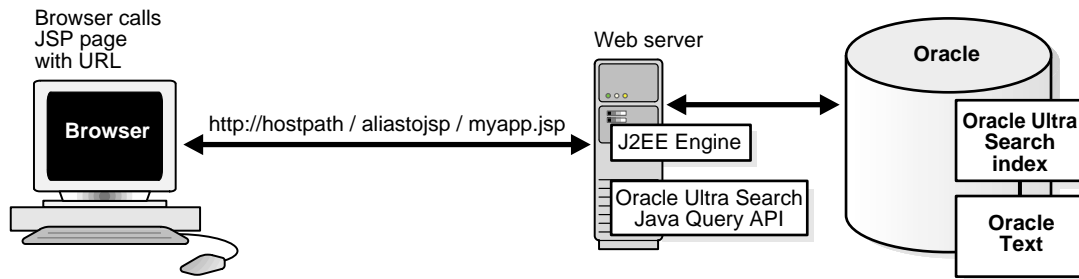 Browser calls
JSP page
with URL
Browser
http://hostpath / aliastojsp / myapp.jsp
Web server
J2EE Engine
Oracle Ultra Search
Java Query API
Oracle
Oracle Ultra
Search
index
Oracle
Text